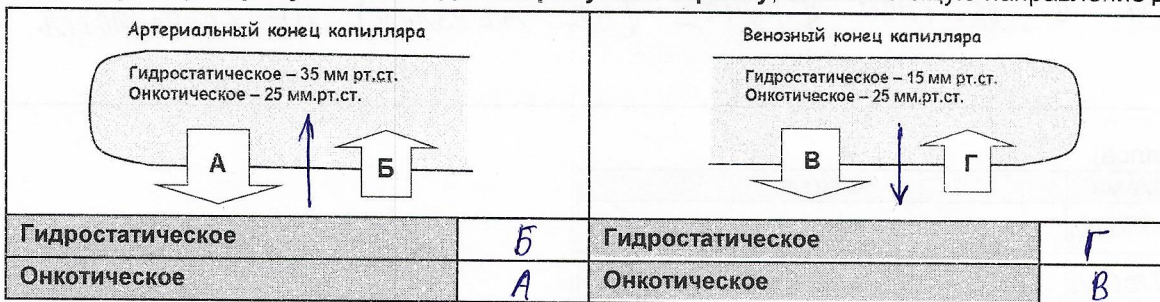 Артериальный конец капилляра
Гидростатическое – 35 мм рт.ст.
Онкотическое – 25 мм.рт.ст.
А
Б
Венозный конец капилляра
Гидростатическое – 15 мм рт.ст.
Онкотическое – 25 мм.рт.ст.
В
Г
Гидростатическое Б Гидростатическое Г
Онкотическое А Онкотическое В